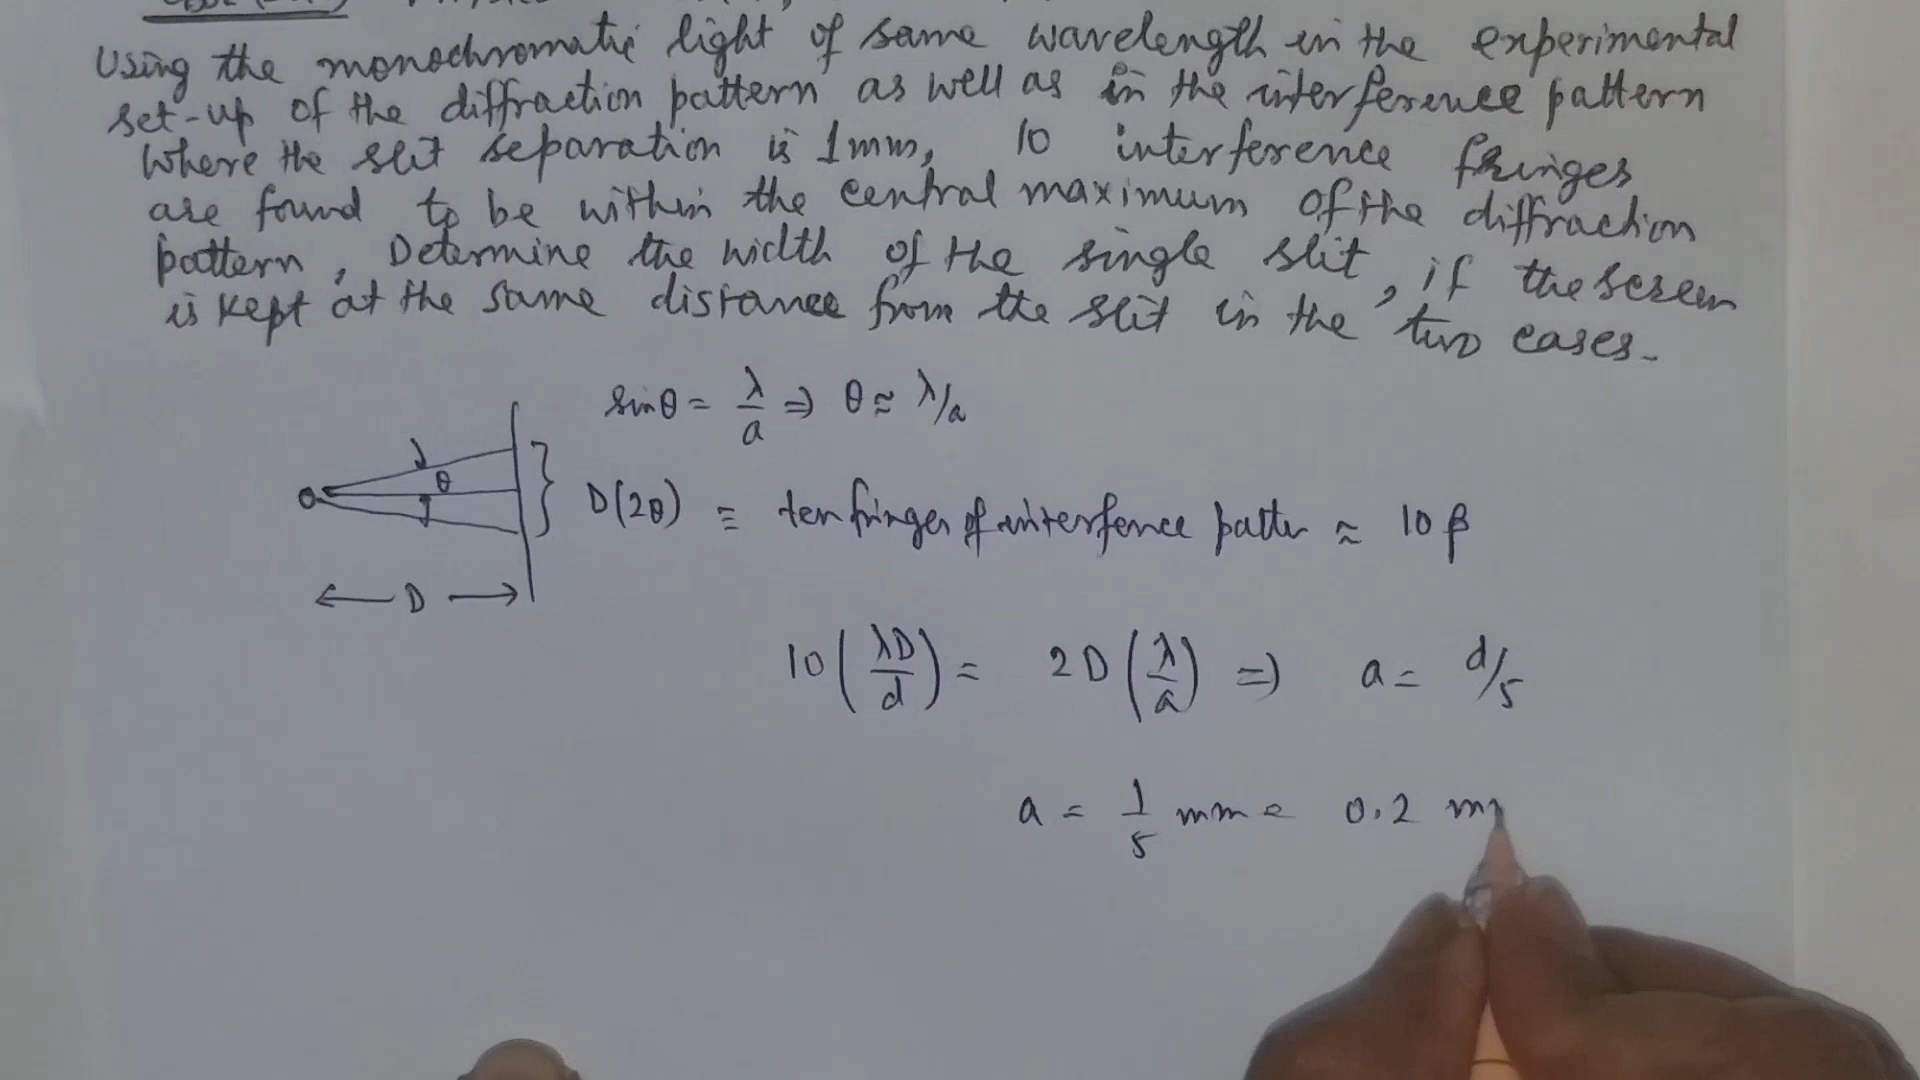 Using the monochromatic light of same wavelength in the experimental
set-up of the diffraction pattern as well as in the interference pattern
where the slit separation is 1mm, 10 interference fringes
are found to be within the central maximum of the diffraction
pattern, Determine the width of the single slit, if the screen
is kept at the same distance from the slit in the two cases.
sinθ = λ/a ⇒ θ ≈ λ/a
θ
D(2θ) = ten fringes of interfence patter ≈ 10 β
← D →
10 (λD/d) = 2D (λ/a) ⇒ a = d/5
a = 1/5 mm = 0.2 m